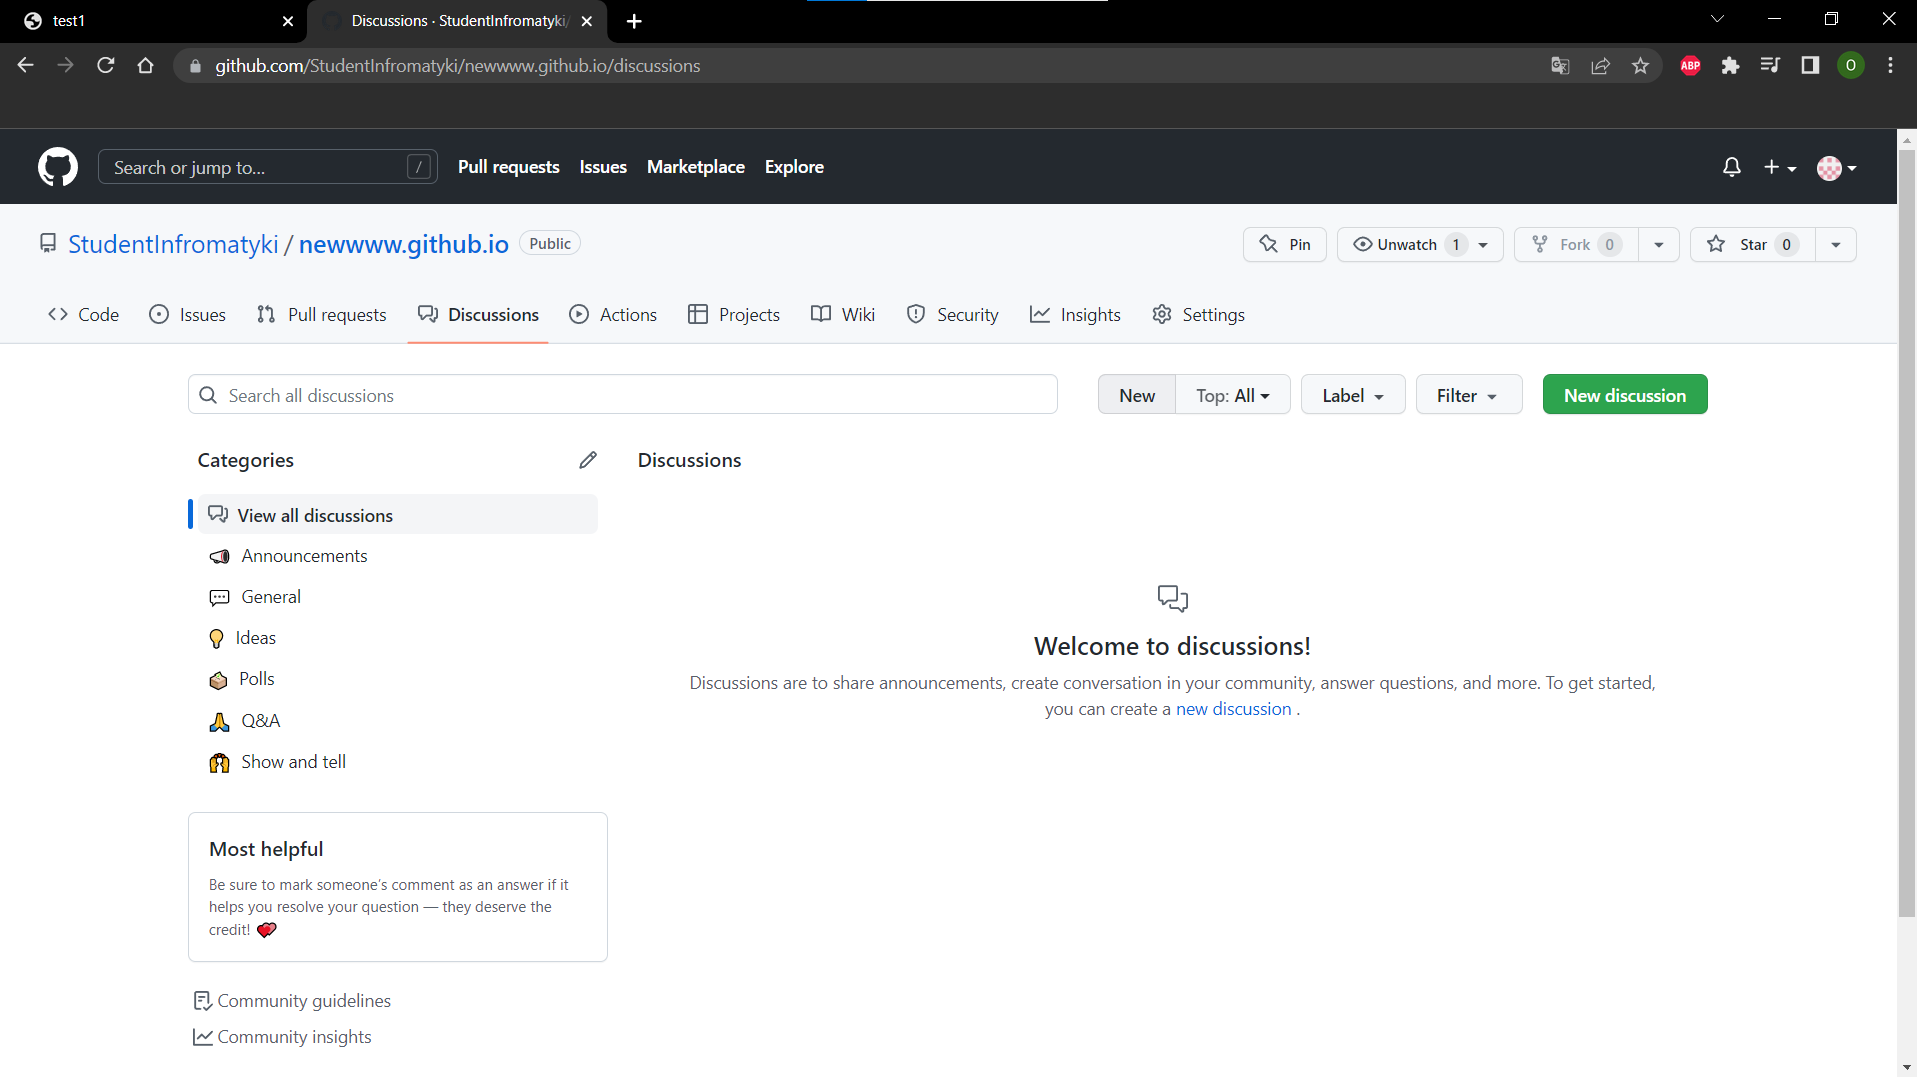 test1
Discussions · StudentInfromatyki/
github.com/StudentInfromatyki/newwww.github.io/discussions
ABP
O
Search or jump to...
/
Pull requests
Issues
Marketplace
Explore
StudentInfromatyki / newwww.github.io
Public
Pin
Unwatch 1
Fork 0
Star 0
Code
Issues
Pull requests
Discussions
Actions
Projects
Wiki
Security
Insights
Settings
Search all discussions
New
Top: All
Label
Filter
New discussion
Categories
View all discussions
Announcements
General
Ideas
Polls
Q&A
Show and tell
Most helpful
Be sure to mark someone’s comment as an answer if it
helps you resolve your question — they deserve the
credit!
Community guidelines
Community insights
Discussions
Welcome to discussions!
Discussions are to share announcements, create conversation in your community, answer questions, and more. To get started,
you can create a new discussion .